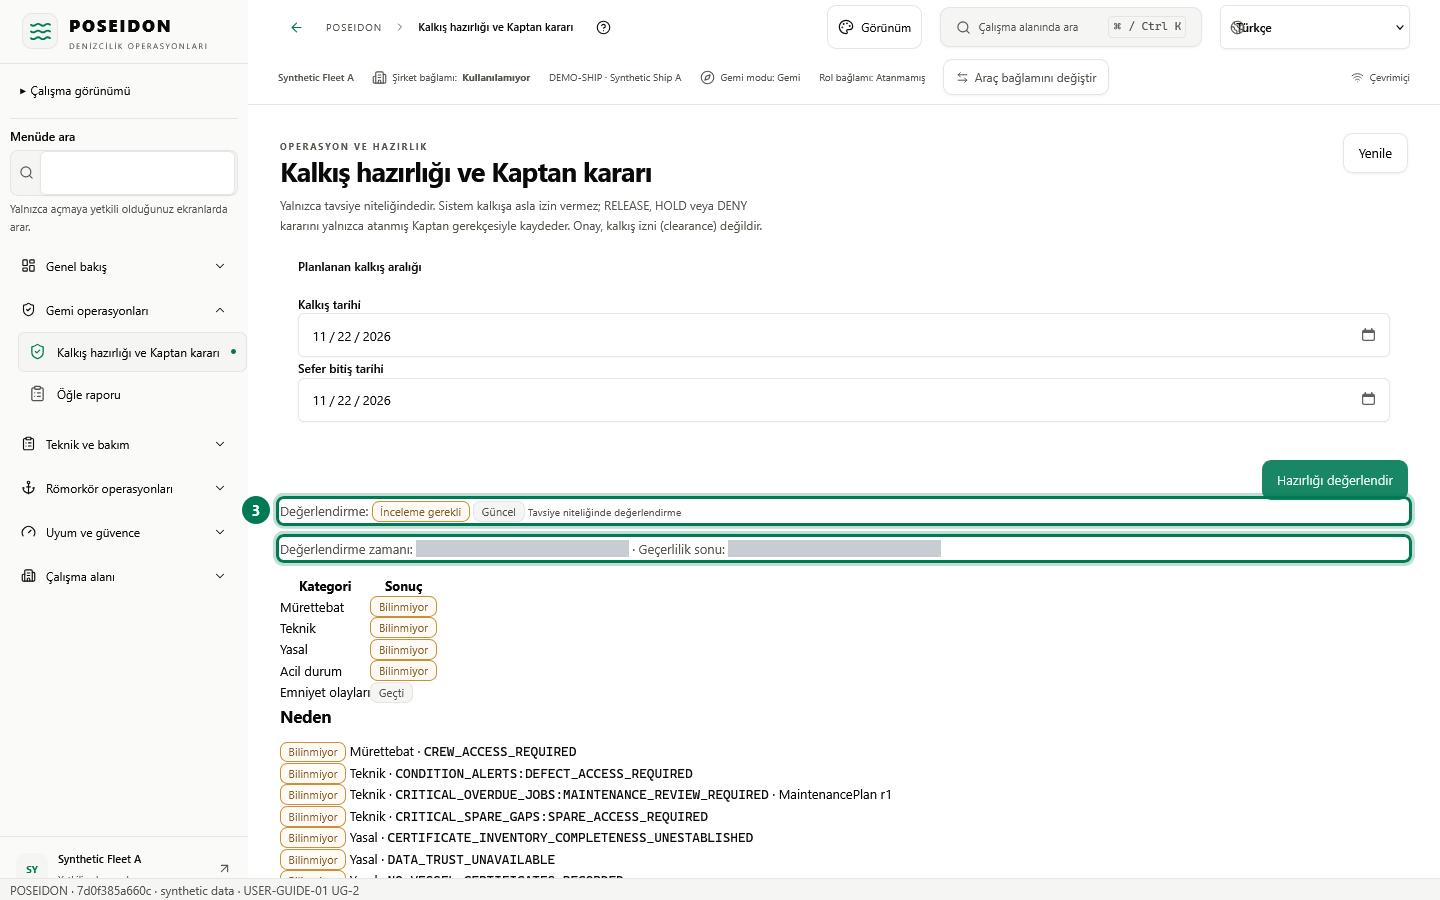 POSEIDON
DENİZCİLİK OPERASYONLARI
Çalışma görünümü
Menüde ara
Yalnızca açmaya yetkili olduğunuz ekranlarda
arar.
Genel bakış
Gemi operasyonları
Kalkış hazırlığı ve Kaptan kararı
Öğle raporu
Teknik ve bakım
Römorkör operasyonları
Uyum ve güvence
Çalışma alanı
SY
Synthetic Fleet A
POSEIDON
Kalkış hazırlığı ve Kaptan kararı
Görünüm
Çalışma alanında ara
⌘ / Ctrl K
Türkçe
Synthetic Fleet A
Şirket bağlamı: Kullanılamıyor
DEMO-SHIP · Synthetic Ship A
Gemi modu: Gemi
Rol bağlamı: Atanmamış
Araç bağlamını değiştir
Çevrimiçi
OPERASYON VE HAZIRLIK
Kalkış hazırlığı ve Kaptan kararı
Yenile
Yalnızca tavsiye niteliğindedir. Sistem kalkışa asla izin vermez; RELEASE, HOLD veya DENY
kararını yalnızca atanmış Kaptan gerekçesiyle kaydeder. Onay, kalkış izni (clearance) değildir.
Planlanan kalkış aralığı
Kalkış tarihi
11 / 22 / 2026
Sefer bitiş tarihi
11 / 22 / 2026
Hazırlığı değerlendir
3
Değerlendirme: İnceleme gerekli Güncel Tavsiye niteliğinde değerlendirme
Değerlendirme zamanı: · Geçerlilik sonu:
Kategori Sonuç
Mürettebat Bilinmiyor
Teknik Bilinmiyor
Yasal Bilinmiyor
Acil durum Bilinmiyor
Emniyet olayları Geçti
Neden
Bilinmiyor Mürettebat · CREW_ACCESS_REQUIRED
Bilinmiyor Teknik · CONDITION_ALERTS:DEFECT_ACCESS_REQUIRED
Bilinmiyor Teknik · CRITICAL_OVERDUE_JOBS:MAINTENANCE_REVIEW_REQUIRED · MaintenancePlan r1
Bilinmiyor Teknik · CRITICAL_SPARE_GAPS:SPARE_ACCESS_REQUIRED
Bilinmiyor Yasal · CERTIFICATE_INVENTORY_COMPLETENESS_UNESTABLISHED
Bilinmiyor Yasal · DATA_TRUST_UNAVAILABLE
POSEIDON · 7d0f385a660c · synthetic data · USER-GUIDE-01 UG-2